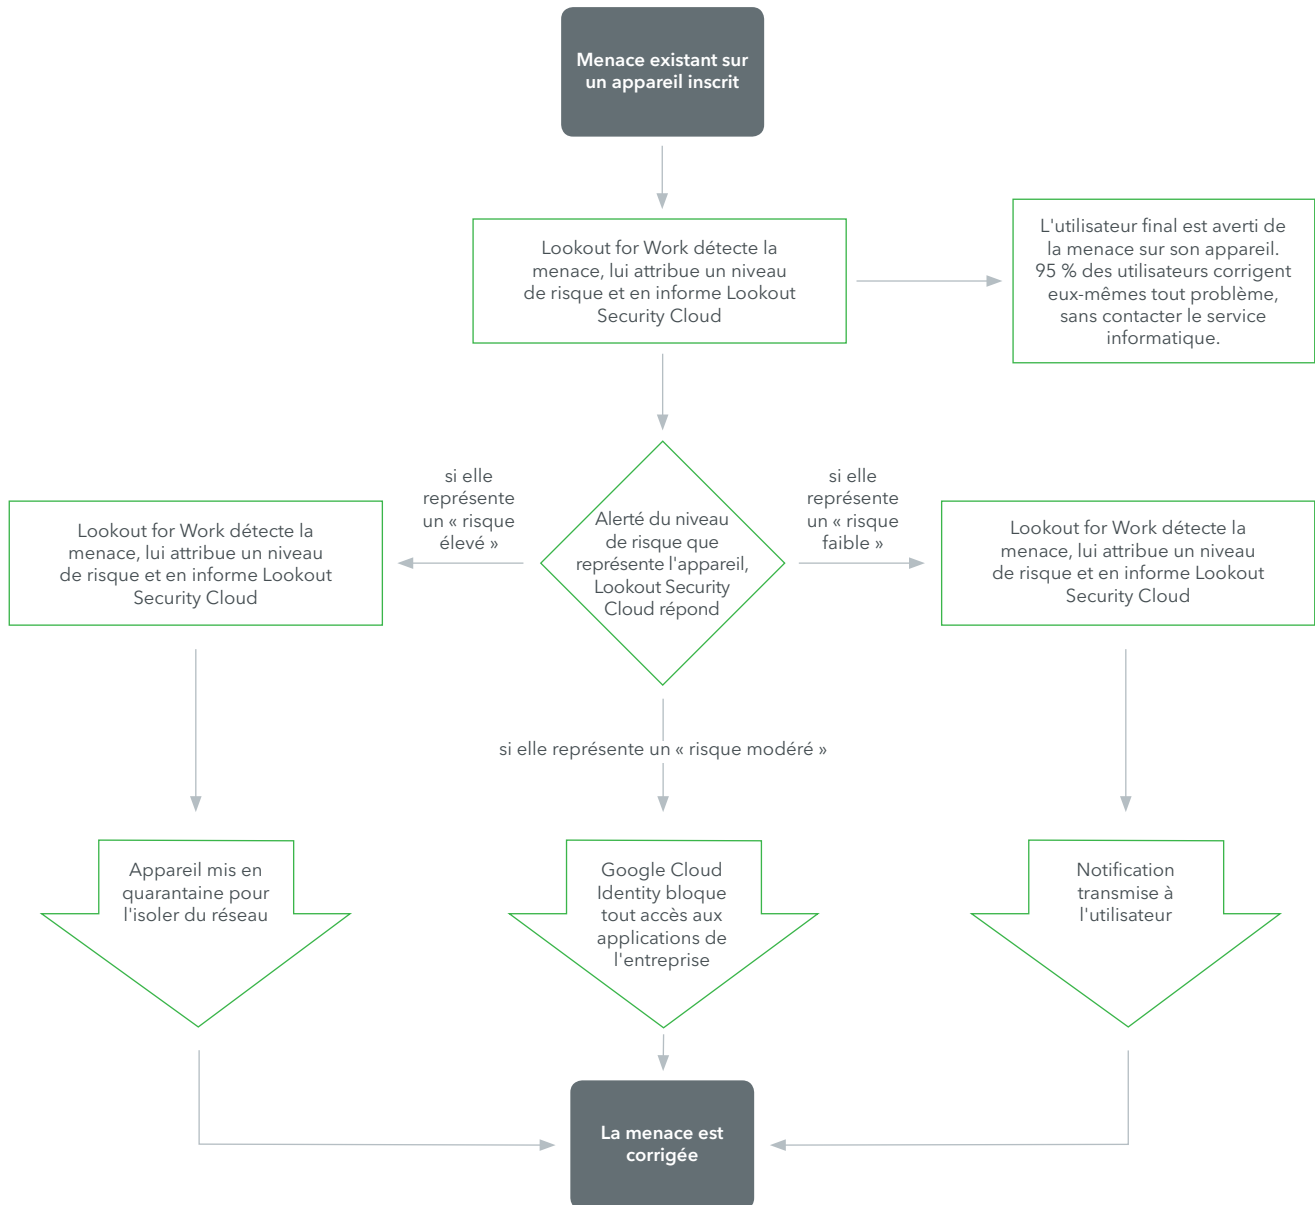 Menace existant sur
un appareil inscrit
Lookout for Work détecte la
menace, lui attribue un niveau
de risque et en informe Lookout
Security Cloud
L'utilisateur final est averti de
la menace sur son appareil.
95 % des utilisateurs corrigent
eux-mêmes tout problème,
sans contacter le service
informatique.
si elle
représente
un « risque
élevé »
si elle
représente
un « risque
faible »
Lookout for Work détecte la
menace, lui attribue un niveau
de risque et en informe Lookout
Security Cloud
Alerté du niveau
de risque que
représente l'appareil,
Lookout Security
Cloud répond
Lookout for Work détecte la
menace, lui attribue un niveau
de risque et en informe Lookout
Security Cloud
si elle représente un « risque modéré »
Appareil mis en
quarantaine pour
l'isoler du réseau
Google Cloud
Identity bloque
tout accès aux
applications de
l'entreprise
Notification
transmise à
l'utilisateur
La menace est
corrigée